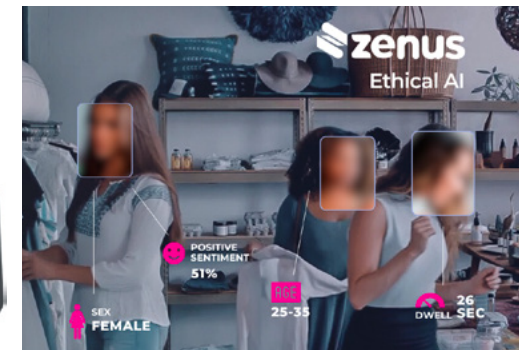 zenus
Ethical AI
POSITIVE
SENTIMENT
51%
AGE
25-35
SEX
FEMALE
DWELL
26
SEC